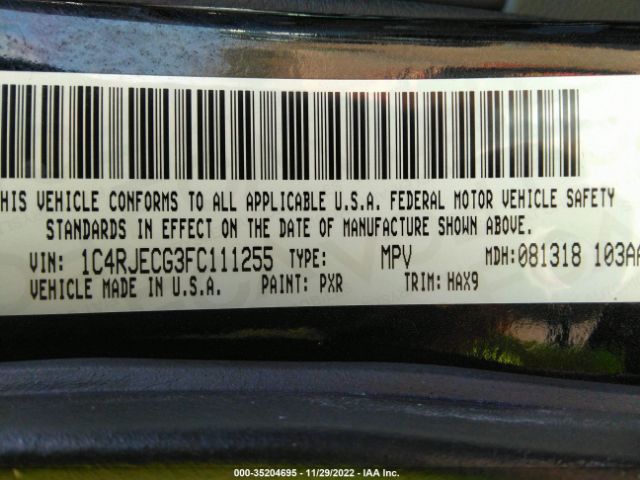 HIS VEHICLE CONFORMS TO ALL APPLICABLE U.S.A. FEDERAL MOTOR VEHICLE SAFETY
STANDARDS IN EFFECT ON THE DATE OF MANUFACTURE SHOWN ABOVE.
VIN: 1C4RJECG3FC111255 TYPE: MPV MDH:081318 103AA
VEHICLE MADE IN U.S.A. PAINT: PXR TRIM: HAX9
000-35204695 - 11/29/2022 - IAA Inc.